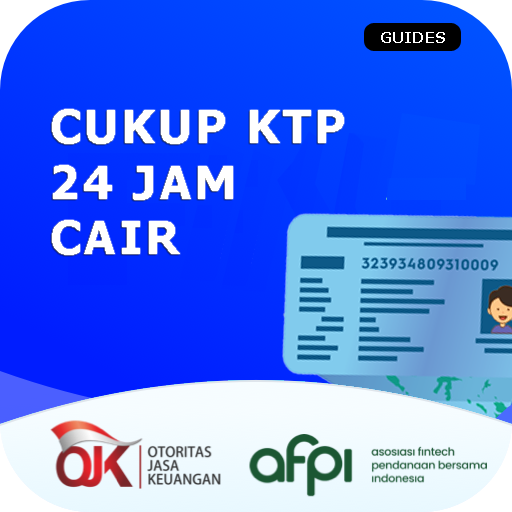 GUIDES
CUKUP KTP
24 JAM
CAIR
323934809310009
OJK
OTORITAS
JASA
KEUANGAN
afpi
asosiasi fintech
pendanaan bersama
indonesia